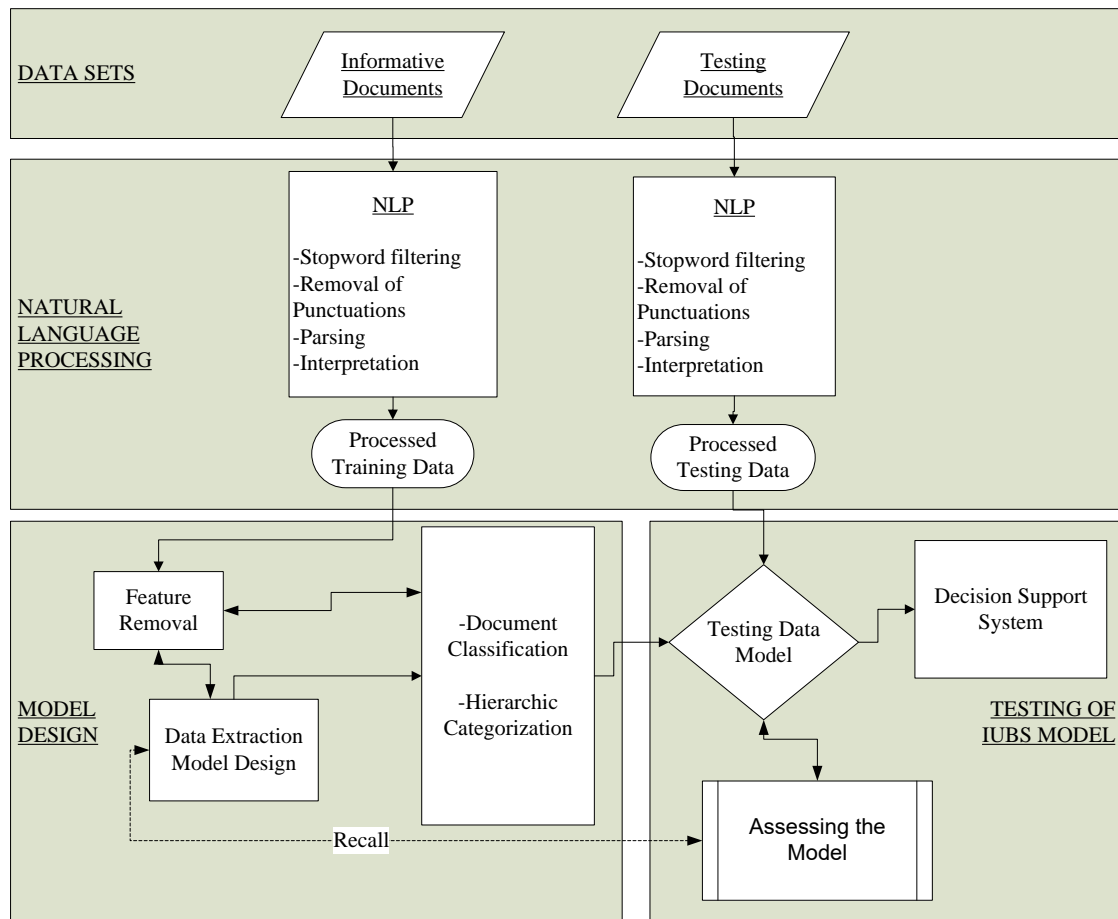 DATA SETS
Informative
Documents
Testing
Documents
NATURAL
LANGUAGE
PROCESSING
NLP
-Stopword filtering
-Removal of
Punctuations
-Parsing
-Interpretation
NLP
-Stopword filtering
-Removal of
Punctuations
-Parsing
-Interpretation
Processed
Training Data
Processed
Testing Data
MODEL
DESIGN
Feature
Removal
Data Extraction
Model Design
-Document
Classification
-Hierarchic
Categorization
Recall
Testing Data
Model
Decision Support
System
TESTING OF
IUBS MODEL
Assessing the
Model